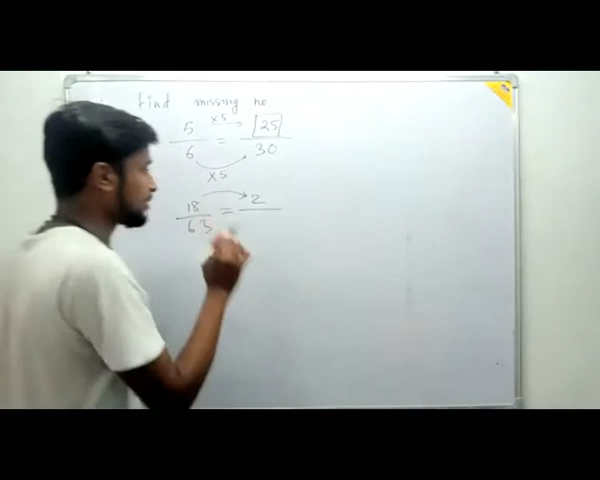 Find missing no
5/6 = 25/30
×5
×5
18/63 = 2/